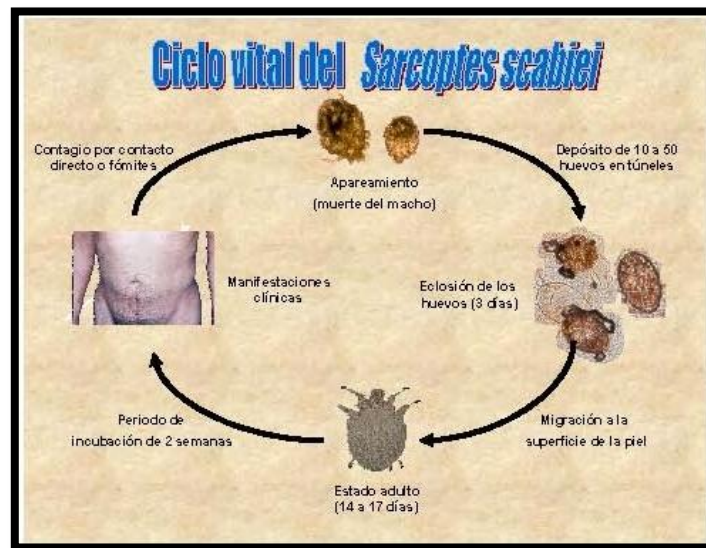 Ciclo vital del Sarcoptes scabiei
Contagio por contacto
directo o fómites
Apareamiento
(muerte del macho)
Depósito de 10 a 50
huevos en túneles
Manifestaciones
clínicas
Eclosión de los
huevos (3 días)
Periodo de
incubación de 2 semanas
Migración a la
superficie de la piel
Estado adulto
(14 a 17 días)